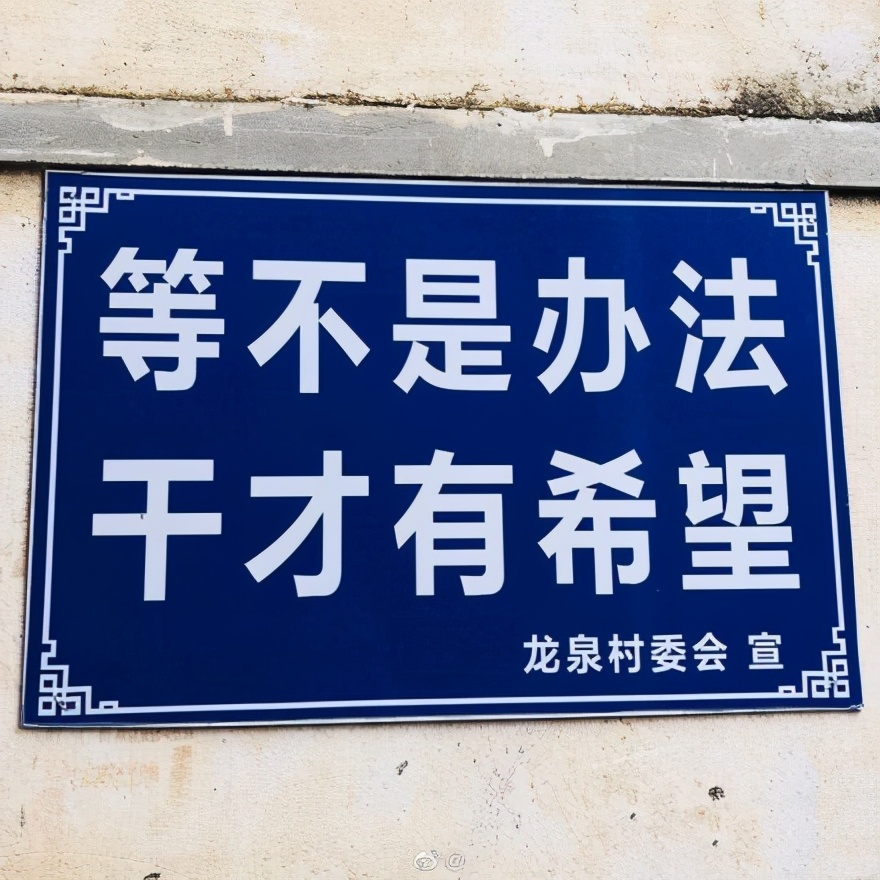 等不是办法
干才有希望
龙泉村委会 宣
@